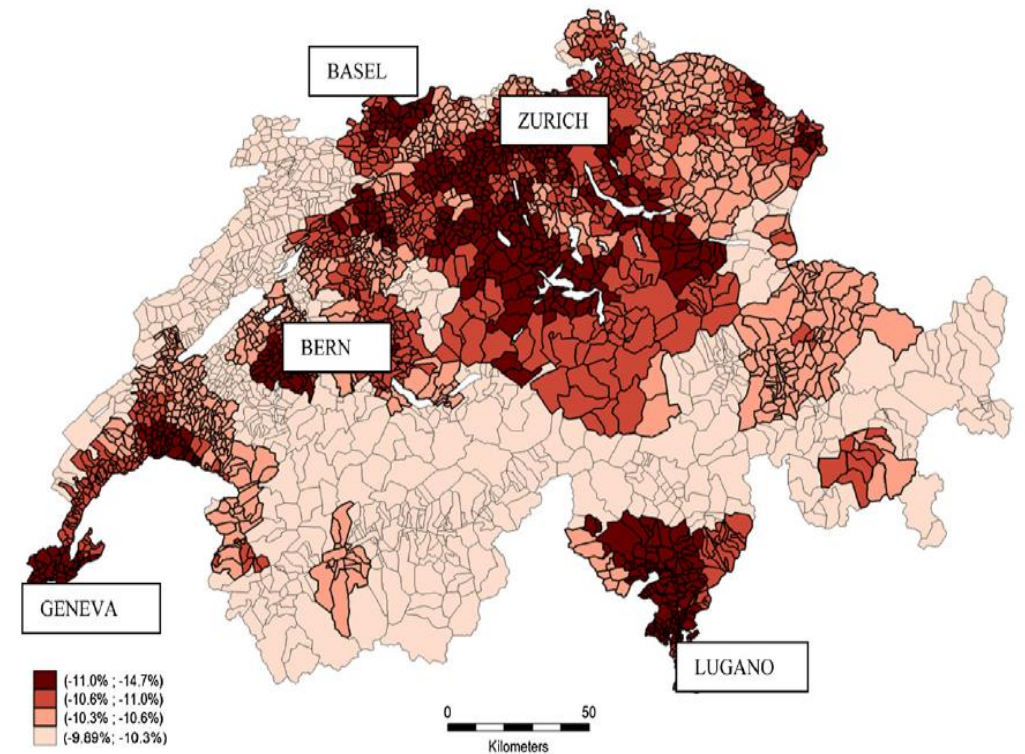 BASEL
ZURICH
BERN
GENEVA
LUGANO
(-11.0% ; -14.7%)
(-10.6% ; -11.0%)
(-10.3% ; -10.6%)
(-9.89%; -10.3%)
0 50
Kilometers